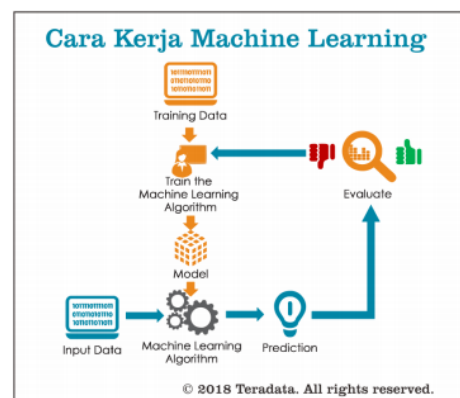 Cara Kerja Machine Learning
Training Data
Train the
Machine Learning
Algorithm
Evaluate
Model
Input Data
Machine Learning
Algorithm
Prediction
© 2018 Teradata. All rights reserved.